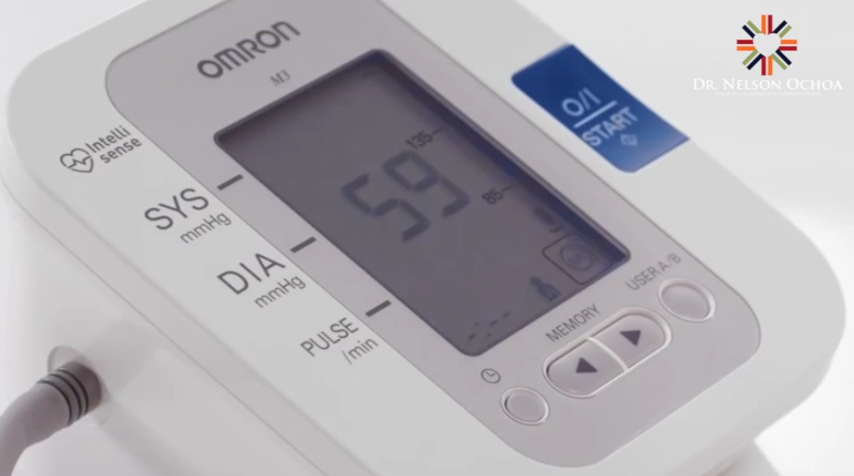 DR. NELSON OCHOA
OMRON
M3
Intelli
sense
O/I
START
SYS
mmHg
DIA
mmHg
PULSE
/min
135
85
59
MEMORY
USER A/B